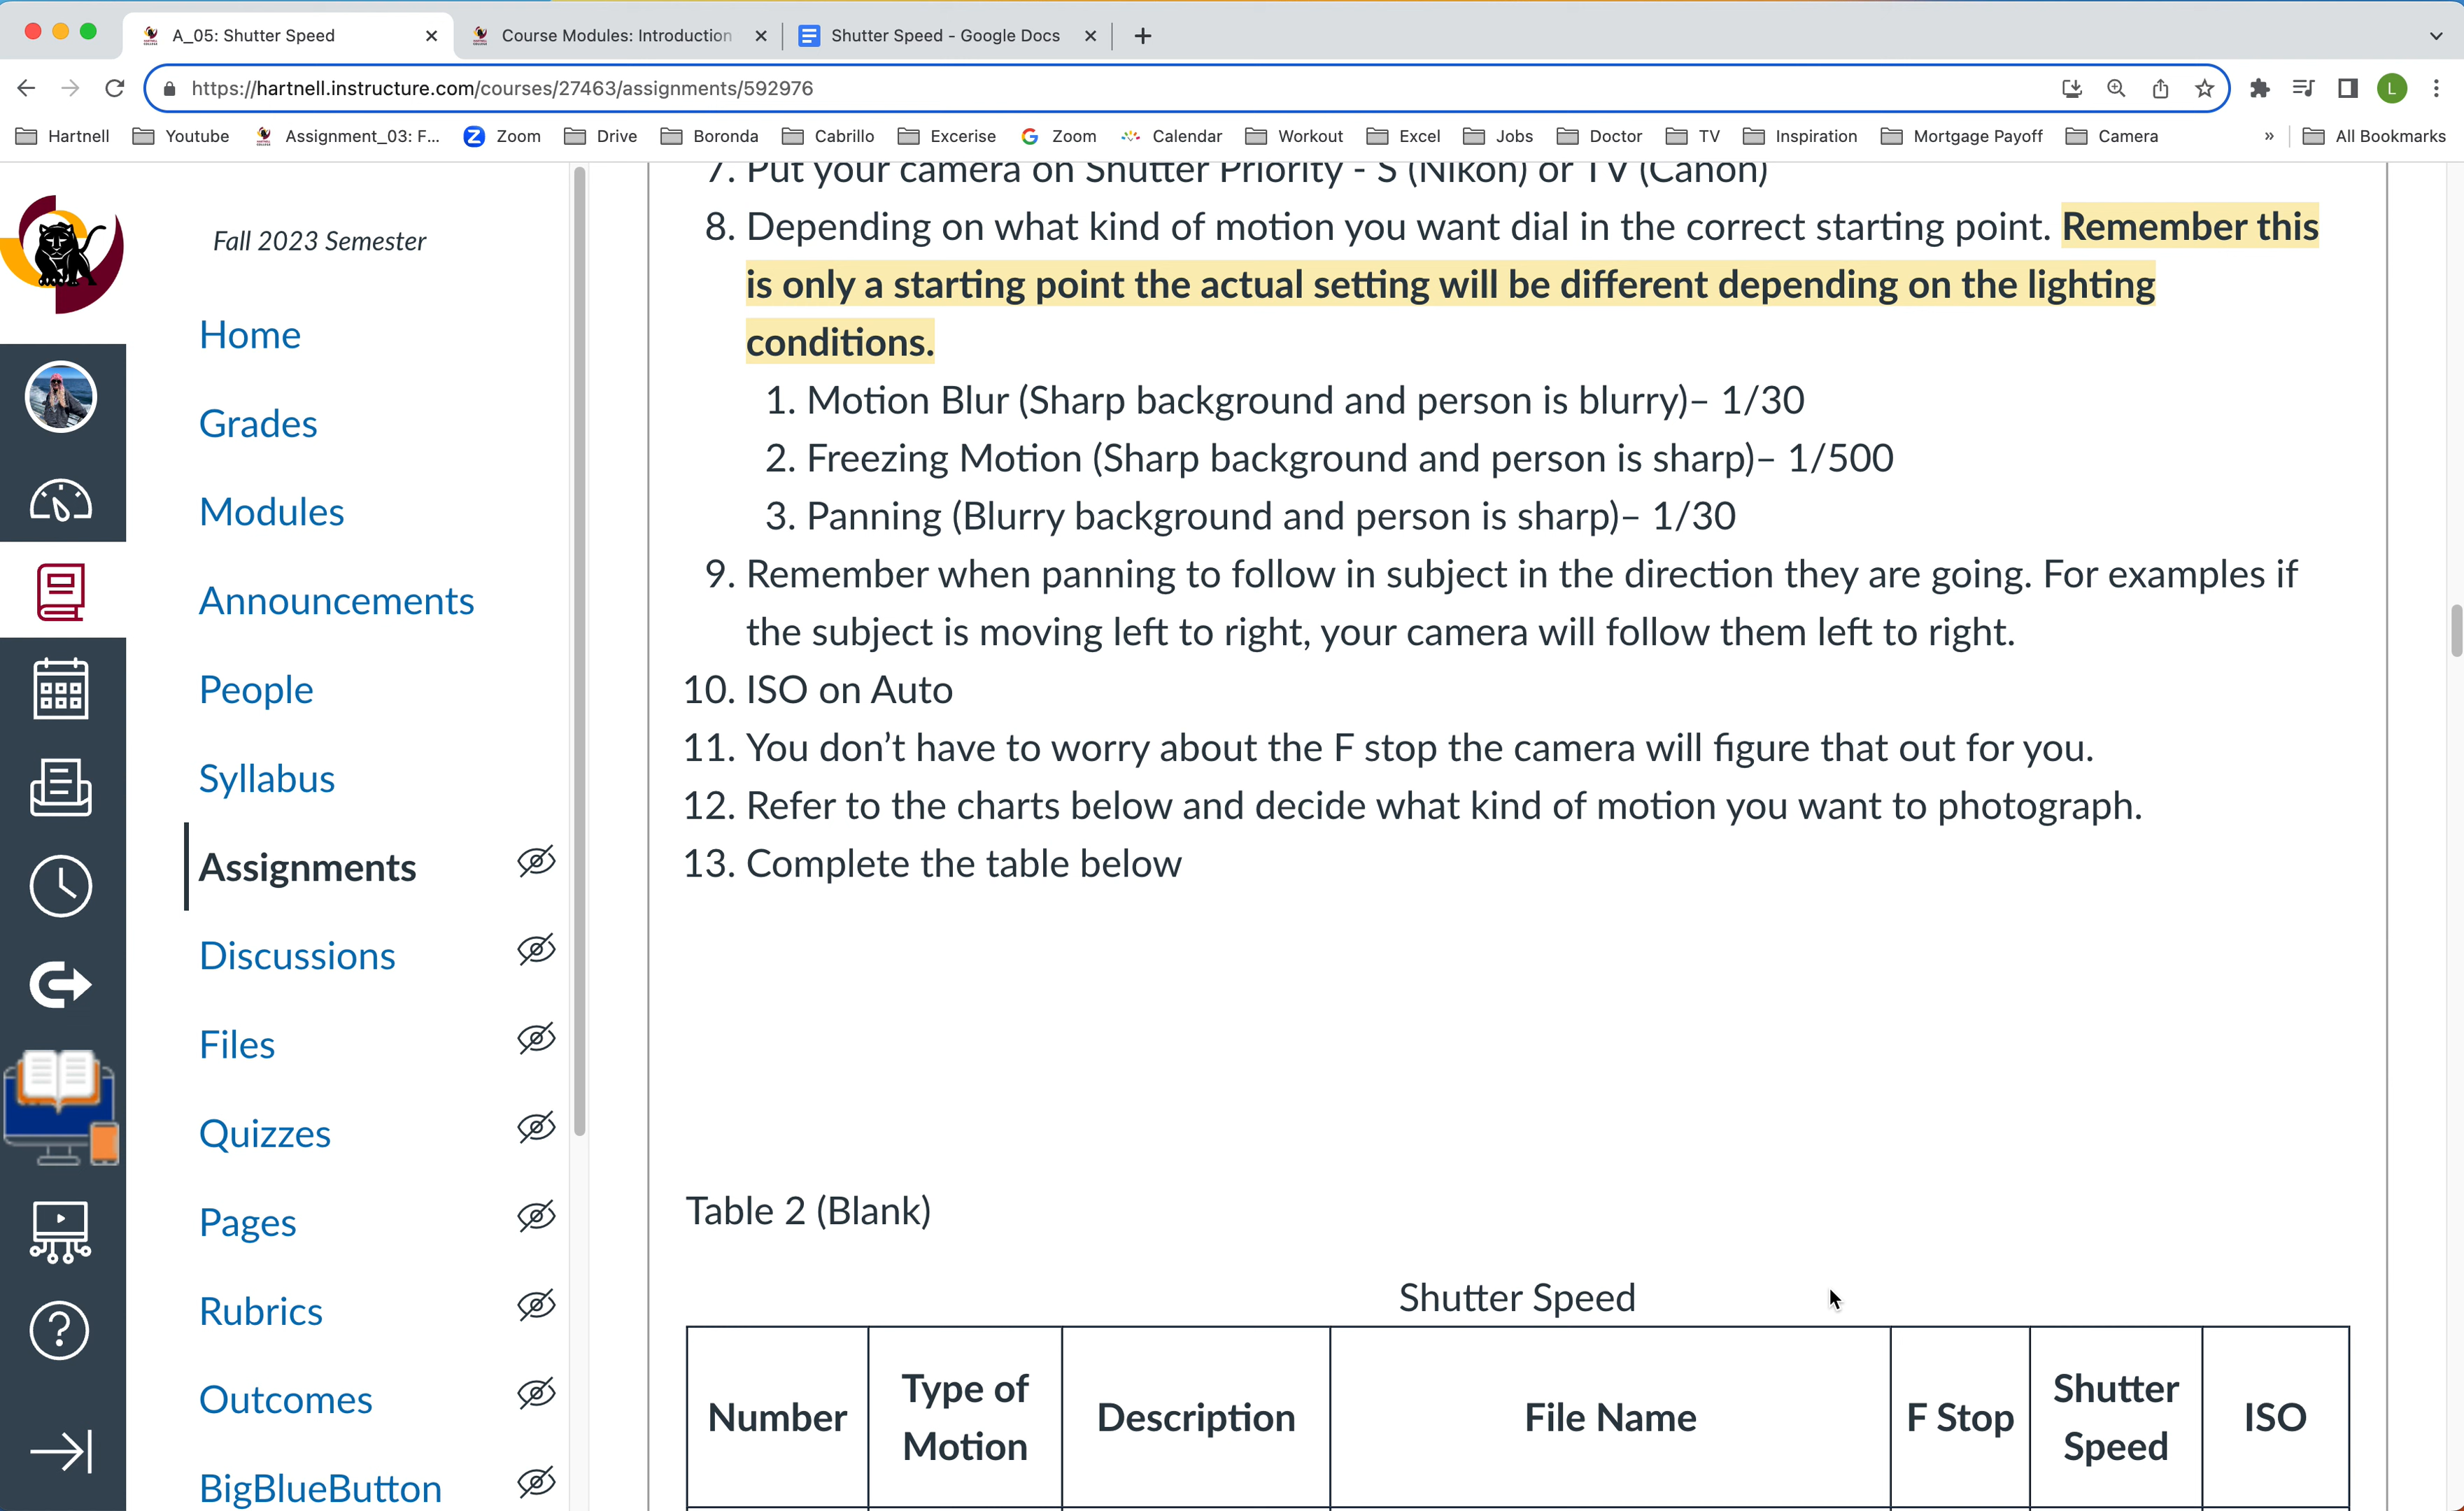 A_05: Shutter Speed
Course Modules: Introduction
Shutter Speed - Google Docs
https://hartnell.instructure.com/courses/27463/assignments/592976
L
Hartnell
Youtube
Assignment_03: F...
Zoom
Drive
Boronda
Cabrillo
Excerise
Zoom
Calendar
Workout
Excel
Jobs
Doctor
TV
Inspiration
Mortgage Payoff
Camera
»
All Bookmarks
Fall 2023 Semester
Home
Grades
Modules
Announcements
People
Syllabus
Assignments
Discussions
Files
Quizzes
Pages
Rubrics
Outcomes
BigBlueButton
7. Put your camera on Shutter Priority - S (Nikon) or TV (Canon)
8. Depending on what kind of motion you want dial in the correct starting point. Remember this
is only a starting point the actual setting will be different depending on the lighting
conditions.
1. Motion Blur (Sharp background and person is blurry)– 1/30
2. Freezing Motion (Sharp background and person is sharp)– 1/500
3. Panning (Blurry background and person is sharp)– 1/30
9. Remember when panning to follow in subject in the direction they are going. For examples if
the subject is moving left to right, your camera will follow them left to right.
10. ISO on Auto
11. You don’t have to worry about the F stop the camera will figure that out for you.
12. Refer to the charts below and decide what kind of motion you want to photograph.
13. Complete the table below
Table 2 (Blank)
Shutter Speed
Number
Type of
Motion
Description
File Name
F Stop
Shutter
Speed
ISO